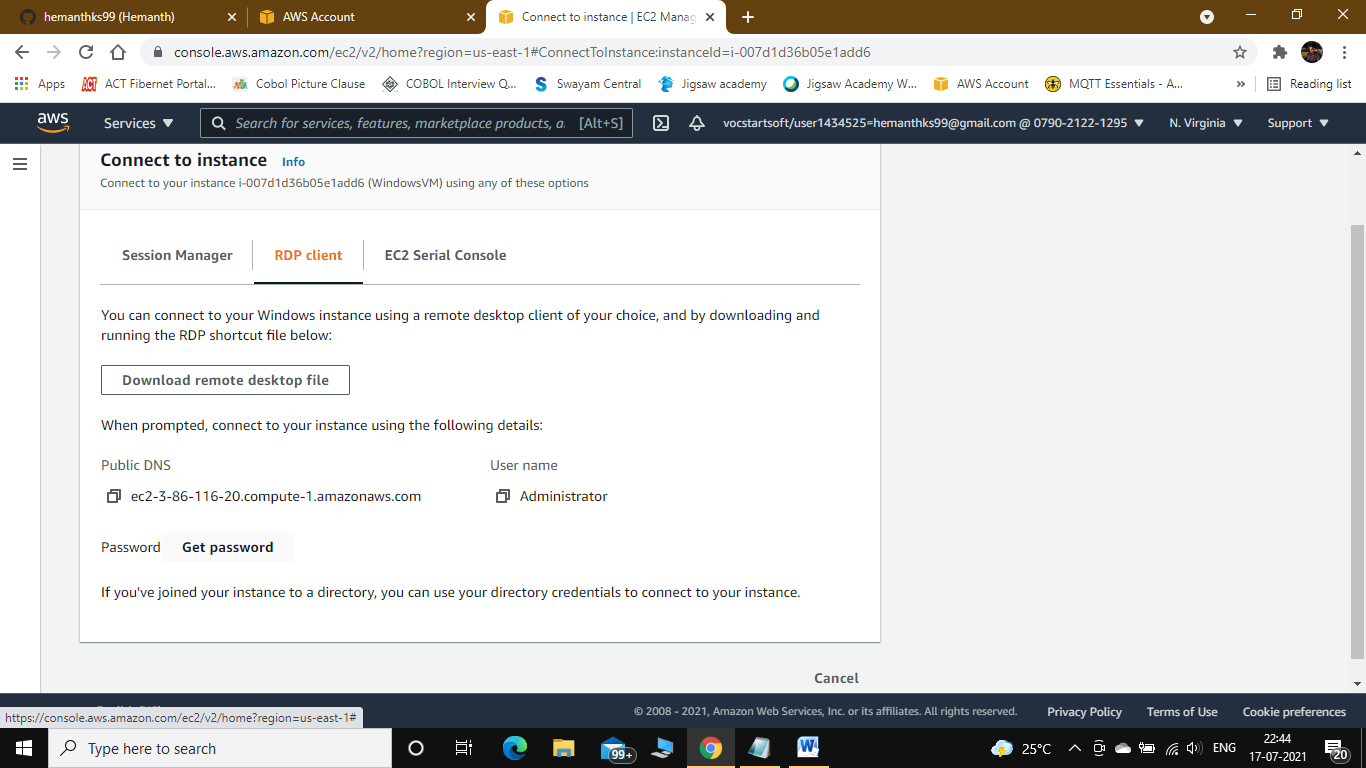 hemanthks99 (Hemanth)
AWS Account
Connect to instance | EC2 Manag
console.aws.amazon.com/ec2/v2/home?region=us-east-1#ConnectToInstance:instanceId=i-007d1d36b05e1add6
Apps
ACT Fibernet Portal...
Cobol Picture Clause
COBOL Interview Q...
Swayam Central
Jigsaw academy
Jigsaw Academy W...
AWS Account
MQTT Essentials - A...
»
Reading list
aws
Services
Search for services, features, marketplace products, a
[Alt+S]
vocstartsoft/user1434525=hemanthks99@gmail.com @ 0790-2122-1295
N. Virginia
Support
Connect to instance Info
Connect to your instance i-007d1d36b05e1add6 (WindowsVM) using any of these options
Session Manager
RDP client
EC2 Serial Console
You can connect to your Windows instance using a remote desktop client of your choice, and by downloading and
running the RDP shortcut file below:
Download remote desktop file
When prompted, connect to your instance using the following details:
Public DNS
User name
ec2-3-86-116-20.compute-1.amazonaws.com
Administrator
Password
Get password
If you've joined your instance to a directory, you can use your directory credentials to connect to your instance.
Cancel
https://console.aws.amazon.com/ec2/v2/home?region=us-east-1#
© 2008 - 2021, Amazon Web Services, Inc. or its affiliates. All rights reserved.
Privacy Policy
Terms of Use
Cookie preferences
Type here to search
99+
25°C
ENG
22:44
17-07-2021
20